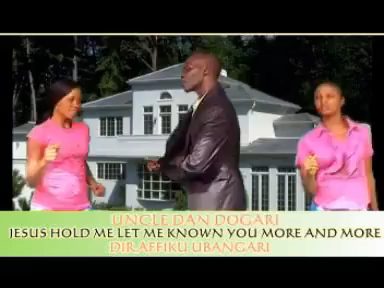 UNCLE DAN DOGARI
JESUS HOLD ME LET ME KNOWN YOU MORE AND MORE
DIR.AFFIKU UBANGARI